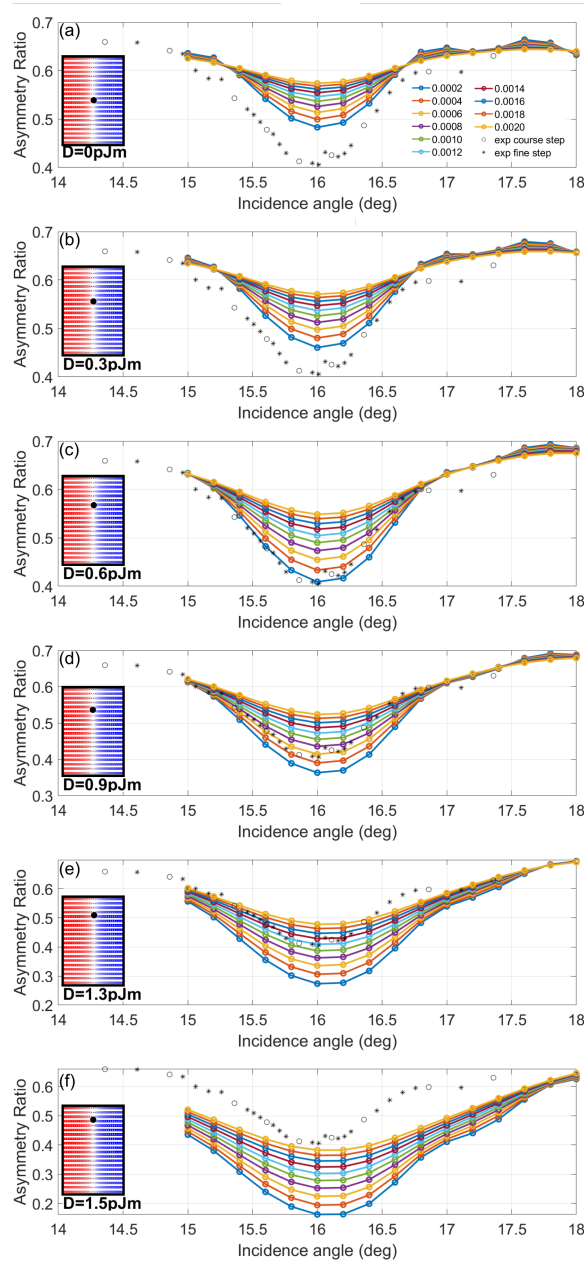 (a)
Asymmetry Ratio
0.7
0.6
0.5
0.4
D=0pJm
0.0002 0.0014
0.0004 0.0016
0.0006 0.0018
0.0008 0.0020
0.0010 exp course step
0.0012 exp fine step
14 14.5 15 15.5 16 16.5 17 17.5 18
Incidence angle (deg)
(b)
Asymmetry Ratio
0.7
0.6
0.5
0.4
D=0.3pJm
14 14.5 15 15.5 16 16.5 17 17.5 18
Incidence angle (deg)
(c)
Asymmetry Ratio
0.7
0.6
0.5
0.4
D=0.6pJm
14 14.5 15 15.5 16 16.5 17 17.5 18
Incidence angle (deg)
(d)
Asymmetry Ratio
0.7
0.6
0.5
0.4
0.3
D=0.9pJm
14 14.5 15 15.5 16 16.5 17 17.5 18
Incidence angle (deg)
(e)
Asymmetry Ratio
0.6
0.5
0.4
0.3
0.2
D=1.3pJm
14 14.5 15 15.5 16 16.5 17 17.5 18
Incidence angle (deg)
(f)
Asymmetry Ratio
0.6
0.5
0.4
0.3
0.2
D=1.5pJm
14 14.5 15 15.5 16 16.5 17 17.5 18
Incidence angle (deg)